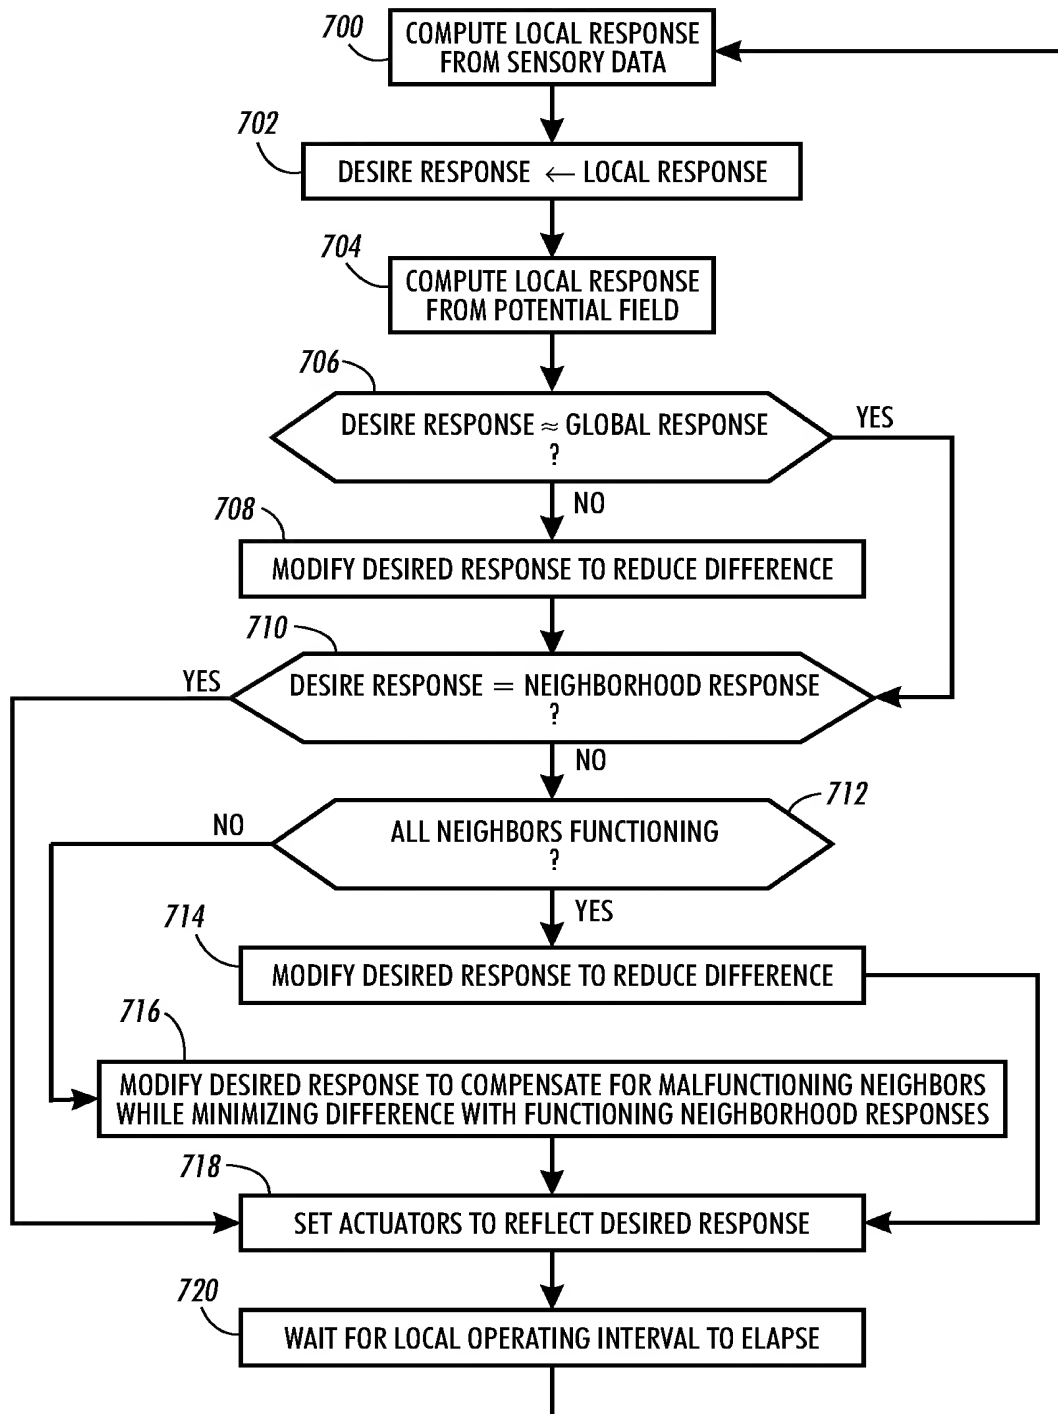 700
COMPUTE LOCAL RESPONSE
FROM SENSORY DATA
702
DESIRE RESPONSE ← LOCAL RESPONSE
704
COMPUTE LOCAL RESPONSE
FROM POTENTIAL FIELD
706
DESIRE RESPONSE ≈ GLOBAL RESPONSE
?
YES
NO
708
MODIFY DESIRED RESPONSE TO REDUCE DIFFERENCE
710
YES
DESIRE RESPONSE = NEIGHBORHOOD RESPONSE
?
NO
712
NO
ALL NEIGHBORS FUNCTIONING
?
YES
714
MODIFY DESIRED RESPONSE TO REDUCE DIFFERENCE
716
MODIFY DESIRED RESPONSE TO COMPENSATE FOR MALFUNCTIONING NEIGHBORS
WHILE MINIMIZING DIFFERENCE WITH FUNCTIONING NEIGHBORHOOD RESPONSES
718
SET ACTUATORS TO REFLECT DESIRED RESPONSE
720
WAIT FOR LOCAL OPERATING INTERVAL TO ELAPSE